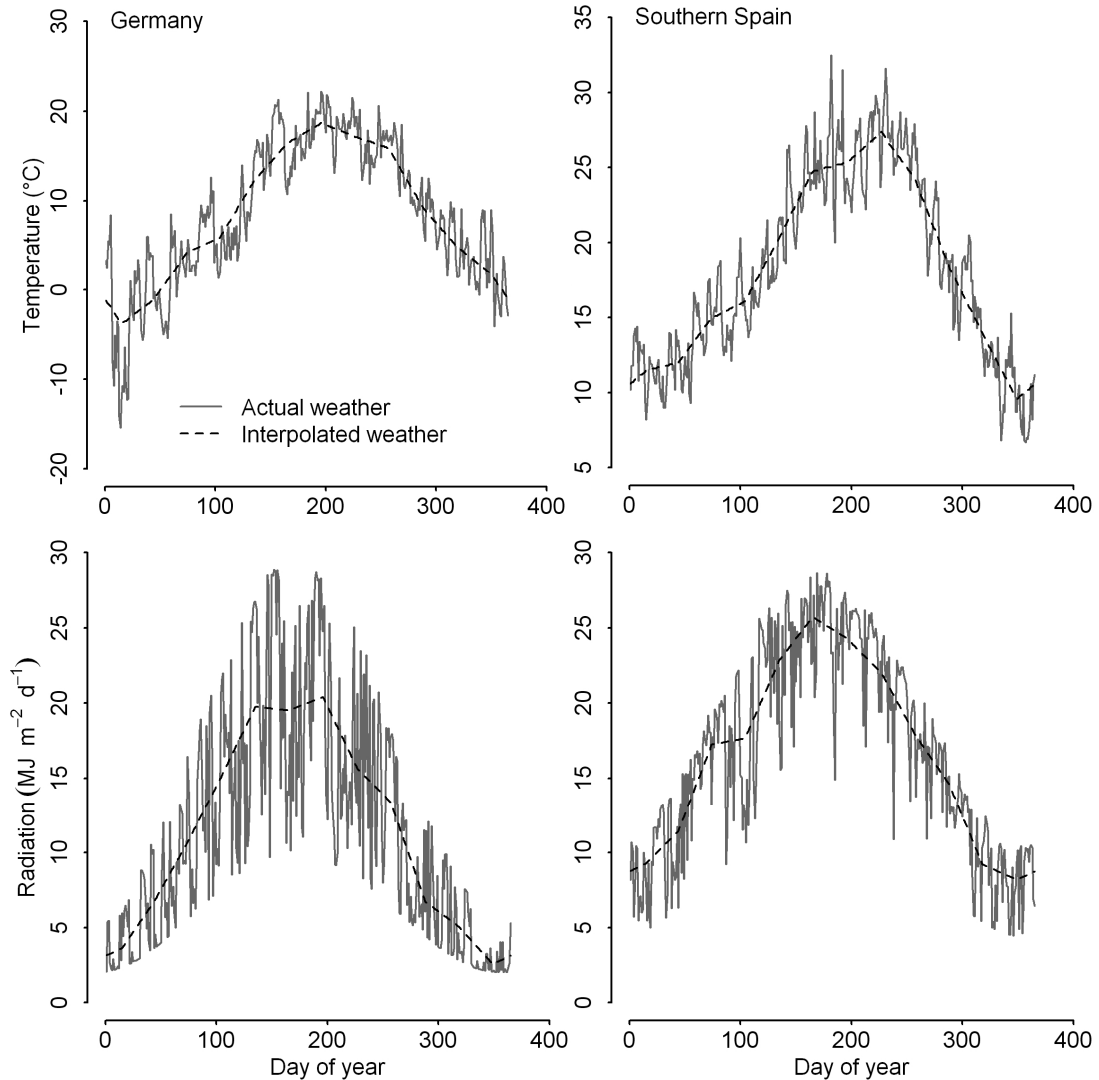 Germany
Southern Spain
Temperature (°C)
30
20
10
0
-10
-20
Actual weather
Interpolated weather
0 100 200 300 400
35
30
25
20
15
10
5
0 100 200 300 400
Radiation (MJ m⁻² d⁻¹)
30
25
20
15
10
5
0
0 100 200 300 400
Day of year
30
25
20
15
10
5
0
0 100 200 300 400
Day of year